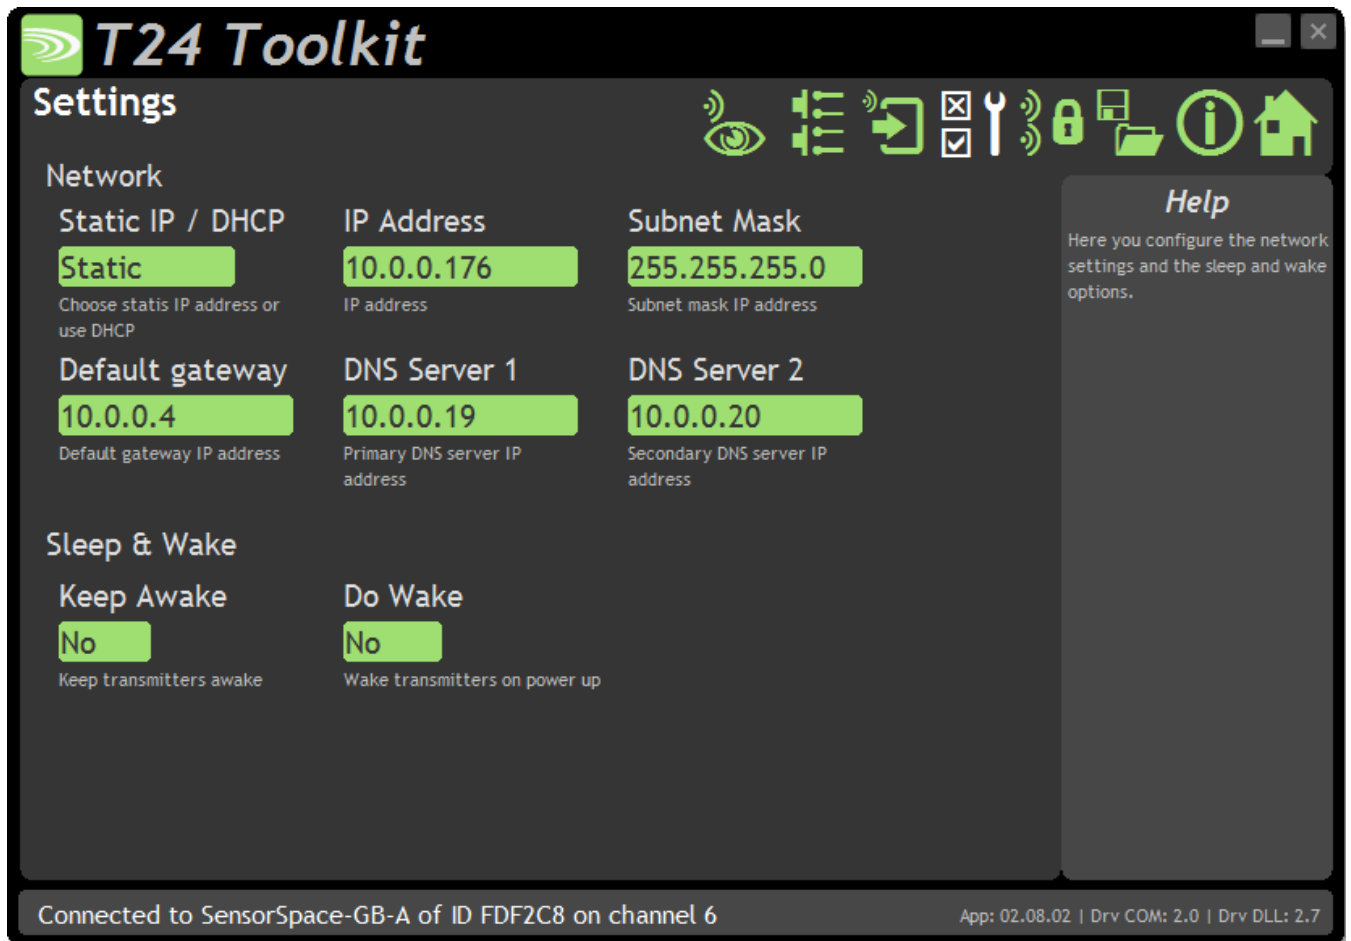 T24 Toolkit
Settings
Network
Static IP / DHCP
Static
Choose statis IP address or
use DHCP
IP Address
10.0.0.176
IP address
Subnet Mask
255.255.255.0
Subnet mask IP address
Default gateway
10.0.0.4
Default gateway IP address
DNS Server 1
10.0.0.19
Primary DNS server IP
address
DNS Server 2
10.0.0.20
Secondary DNS server IP
address
Sleep & Wake
Keep Awake
No
Keep transmitters awake
Do Wake
No
Wake transmitters on power up
Help
Here you configure the network
settings and the sleep and wake
options.
Connected to SensorSpace-GB-A of ID FDF2C8 on channel 6
App: 02.08.02 | Drv COM: 2.0 | Drv DLL: 2.7